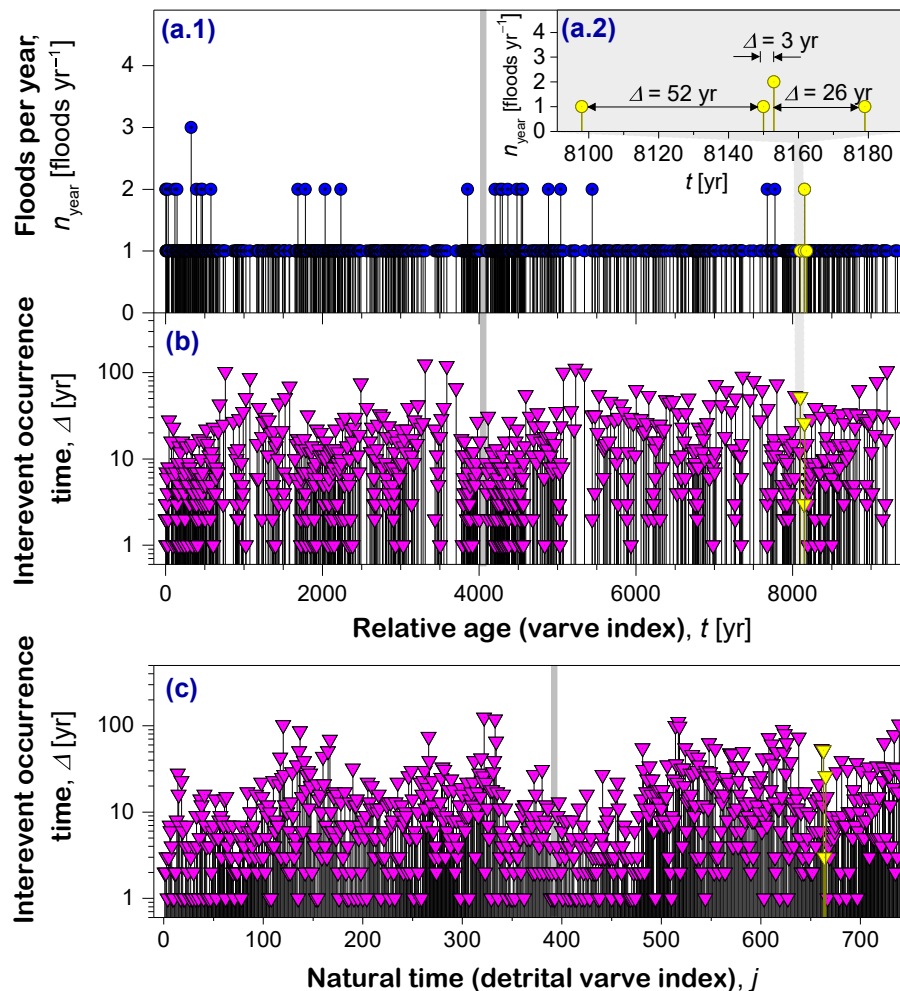 (a.1)
Floods per year,
n_year [floods yr⁻¹]
4
3
2
1
0
(a.2)
n_year [floods yr⁻¹]
4
3
2
1
0
Δ = 3 yr
Δ = 52 yr
Δ = 26 yr
8100 8120 8140 8160 8180
t [yr]
(b)
Interevent occurrence
time, Δ [yr]
100
10
1
0 2000 4000 6000 8000
Relative age (varve index), t [yr]
(c)
Interevent occurrence
time, Δ [yr]
100
10
1
0 100 200 300 400 500 600 700
Natural time (detrital varve index), j